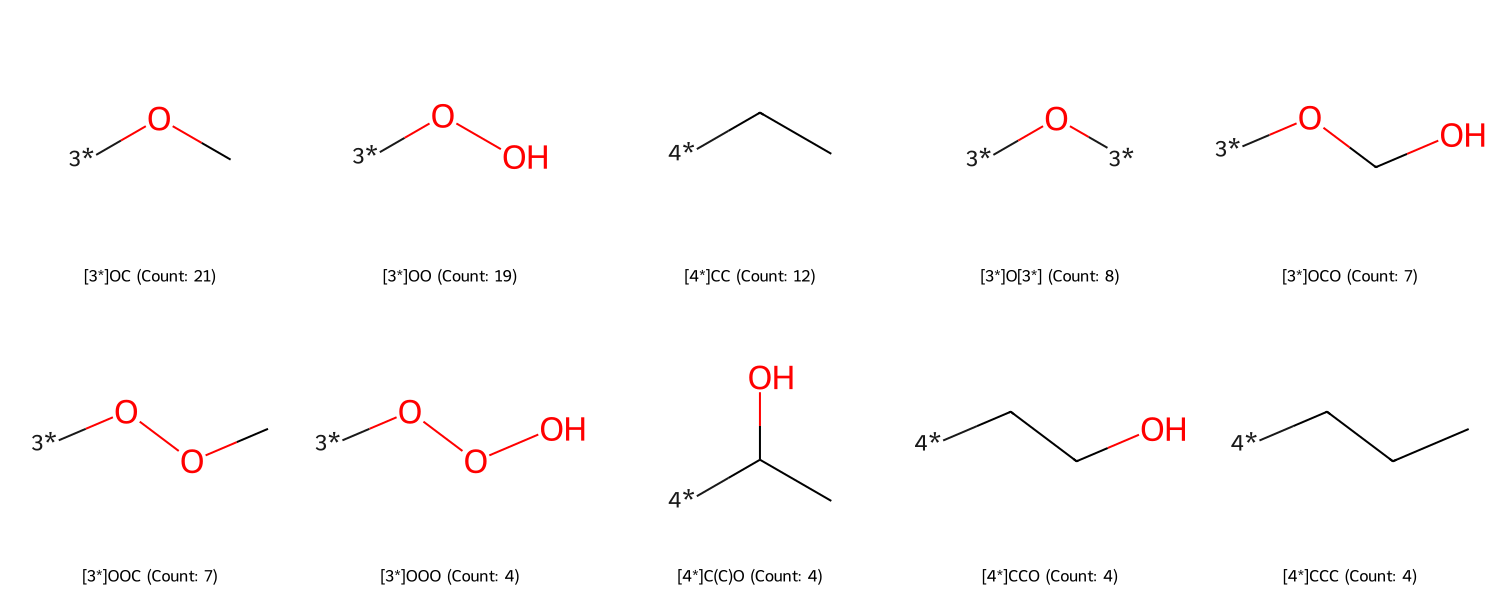 O
3*
O
3*
OH
4*
O
3*
3*
O
3*
OH
[3*]OC (Count: 21)
[3*]OO (Count: 19)
[4*]CC (Count: 12)
[3*]O[3*] (Count: 8)
[3*]OCO (Count: 7)
O
3*
O
O
3*
O
OH
OH
4*
4*
OH
4*
[3*]OOC (Count: 7)
[3*]OOO (Count: 4)
[4*]C(C)O (Count: 4)
[4*]CCO (Count: 4)
[4*]CCC (Count: 4)